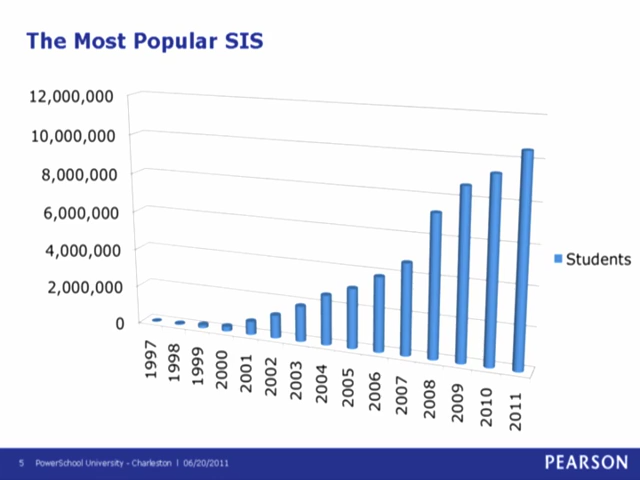 The Most Popular SIS
12,000,000
10,000,000
8,000,000
6,000,000
4,000,000
2,000,000
0
Students
1997 1998 1999 2000 2001 2002 2003 2004 2005 2006 2007 2008 2009 2010 2011
5 PowerSchool University - Charleston | 06/20/2011
PEARSON